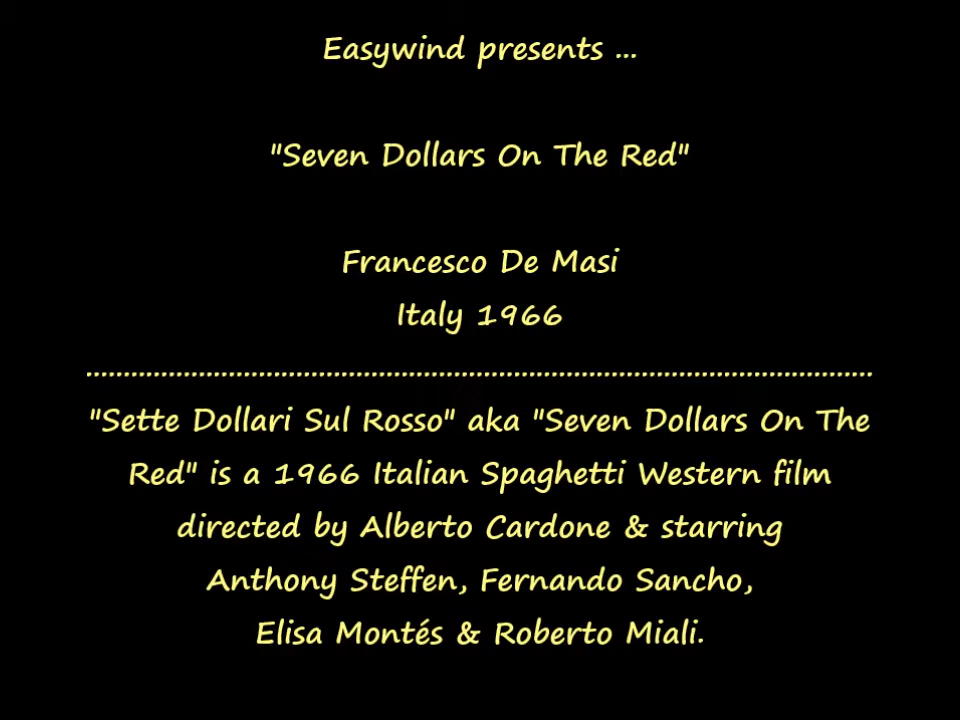 Easywind presents ...
"Seven Dollars On The Red"
Francesco De Masi
Italy 1966
.............................................................................................................
"Sette Dollari Sul Rosso" aka "Seven Dollars On The
Red" is a 1966 Italian Spaghetti Western film
directed by Alberto Cardone & starring
Anthony Steffen, Fernando Sancho,
Elisa Montés & Roberto Miali.